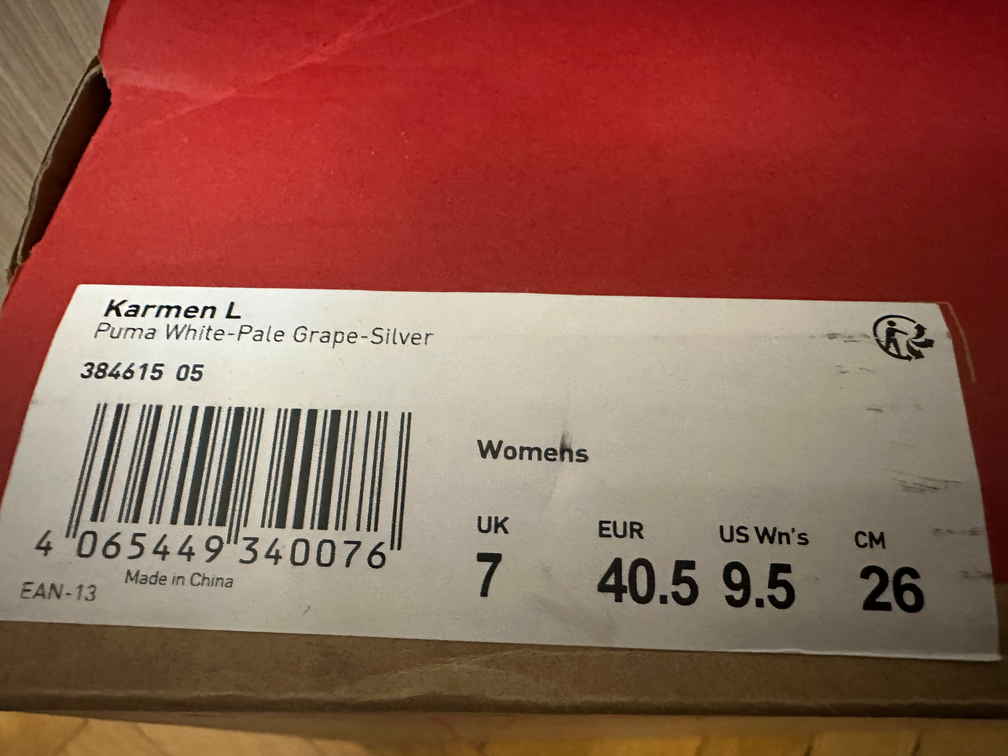 Karmen L
Puma White-Pale Grape-Silver
384615 05
4 065449 340076
Made in China
EAN-13
Womens
UK EUR US Wn's CM
7 40.5 9.5 26